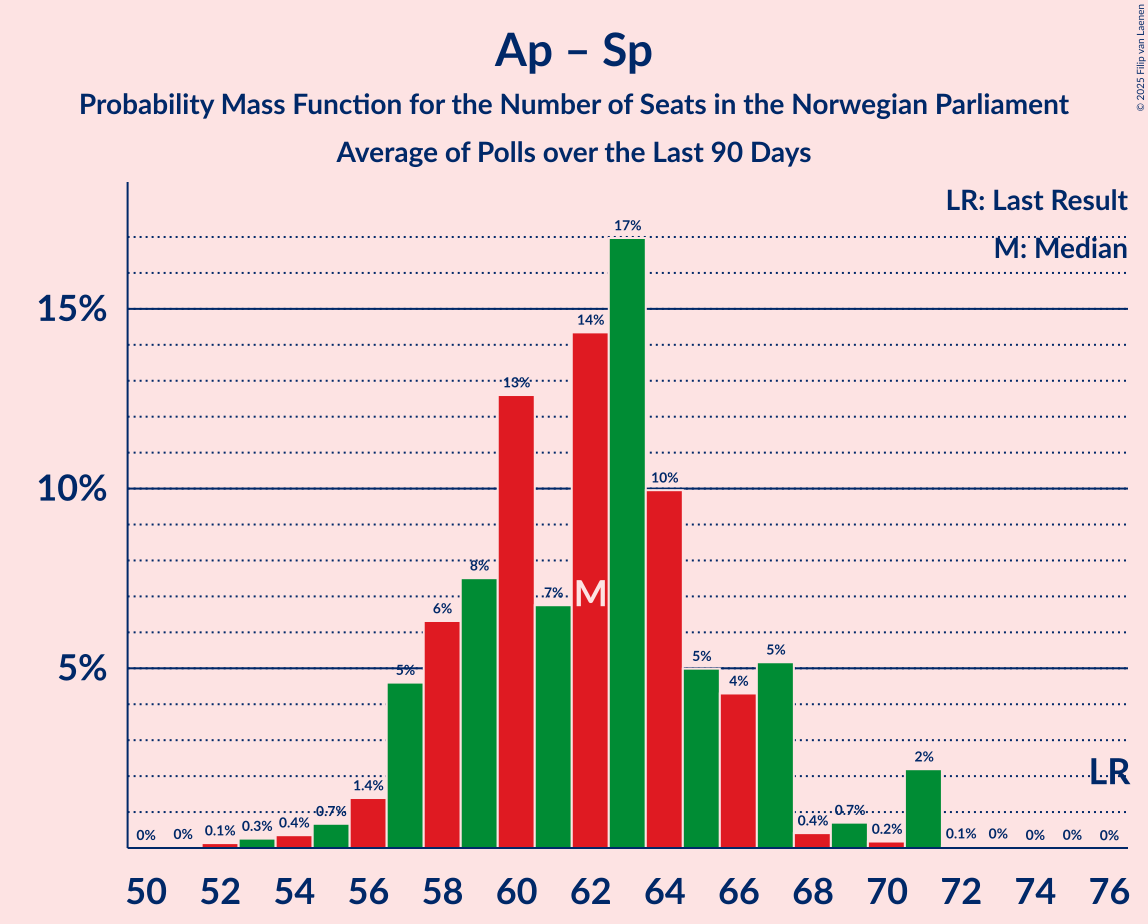 Ap – Sp
Probability Mass Function for the Number of Seats in the Norwegian Parliament
Average of Polls over the Last 90 Days
© 2025 Filip van Laenen
LR: Last Result
M: Median
15%
10%
5%
0% 0% 0.1% 0.3% 0.4% 0.7% 1.4% 5% 6% 8% 13% 7% 14% 17% 10% 5% 4% 5% 0.4% 0.7% 0.2% 2% 0.1% 0% 0% 0% 0%
M
LR
50 52 54 56 58 60 62 64 66 68 70 72 74 76